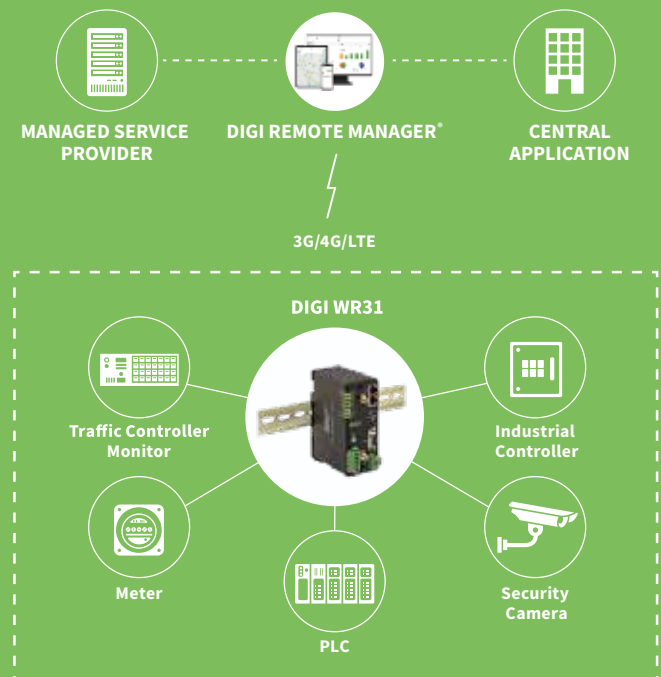 MANAGED SERVICE
PROVIDER
DIGI REMOTE MANAGER®
CENTRAL
APPLICATION
3G/4G/LTE
DIGI WR31
Traffic Controller
Monitor
Industrial
Controller
Meter
Security
Camera
PLC